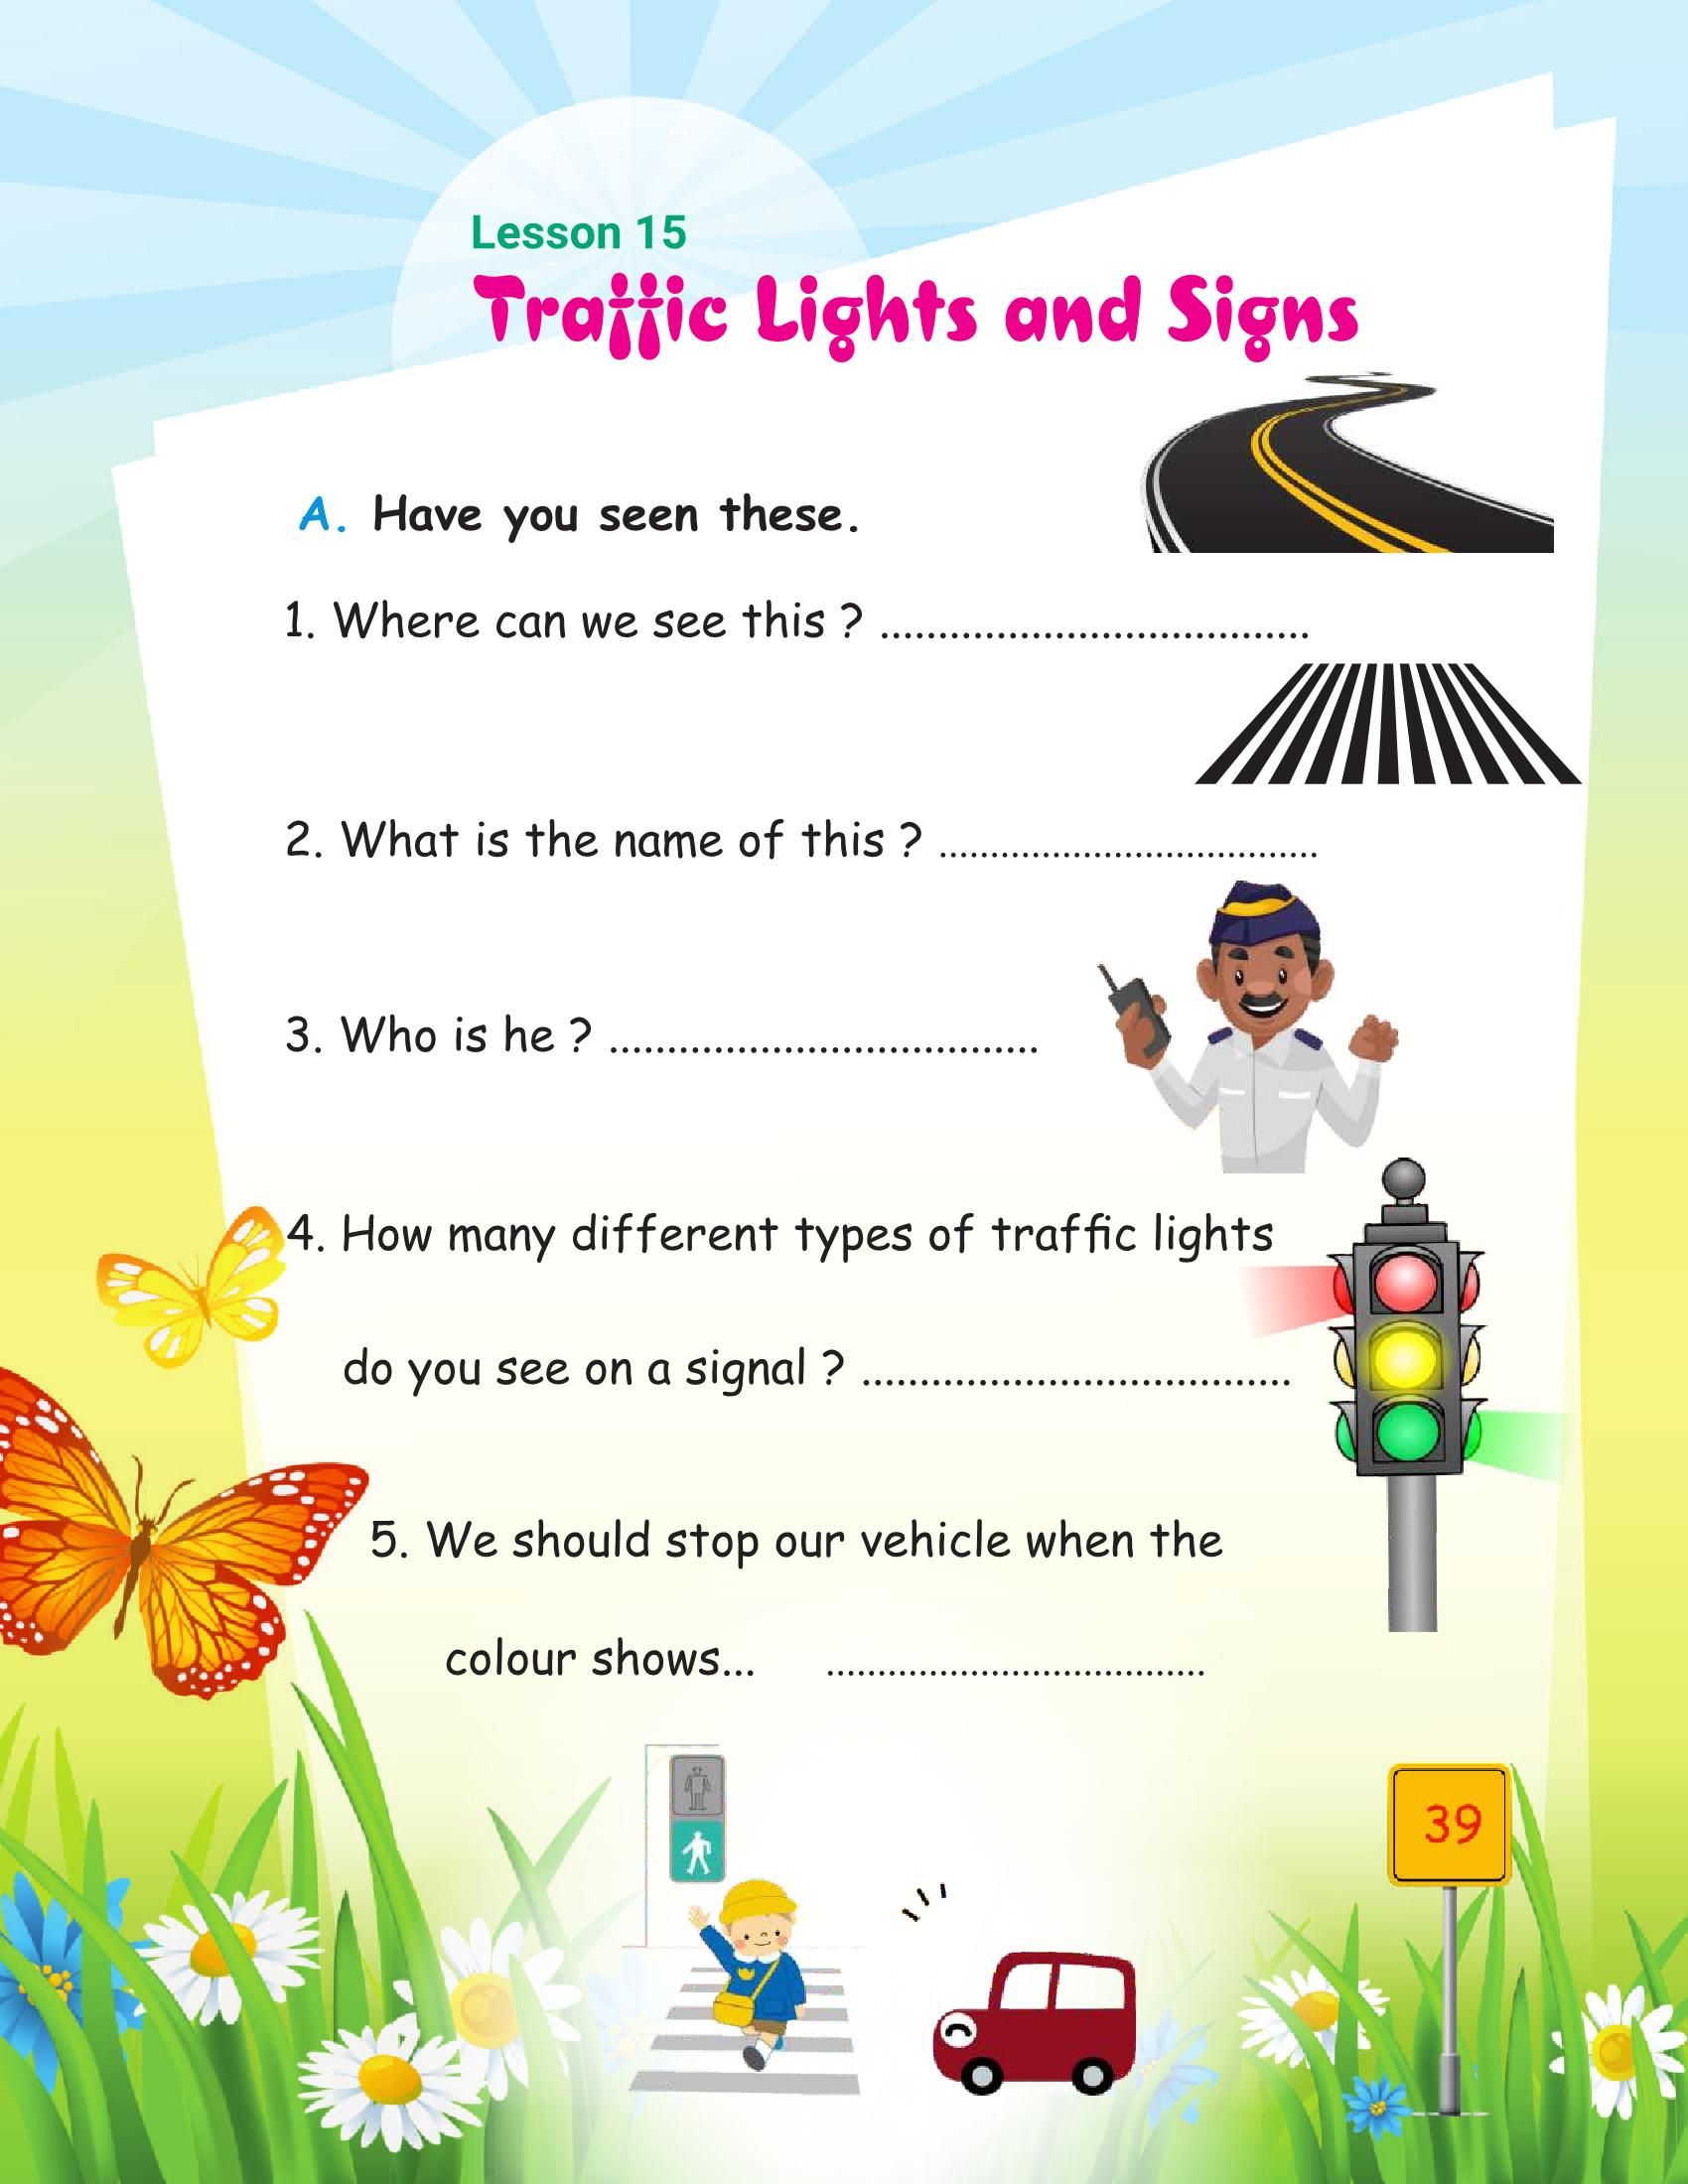 Lesson 15
Traffic Lights and Signs
A. Have you seen these.
1. Where can we see this ? .....................................
2. What is the name of this ? .....................................
3. Who is he ? .....................................
4. How many different types of traffic lights
do you see on a signal ? .....................................
5. We should stop our vehicle when the
colour shows... .....................................
39